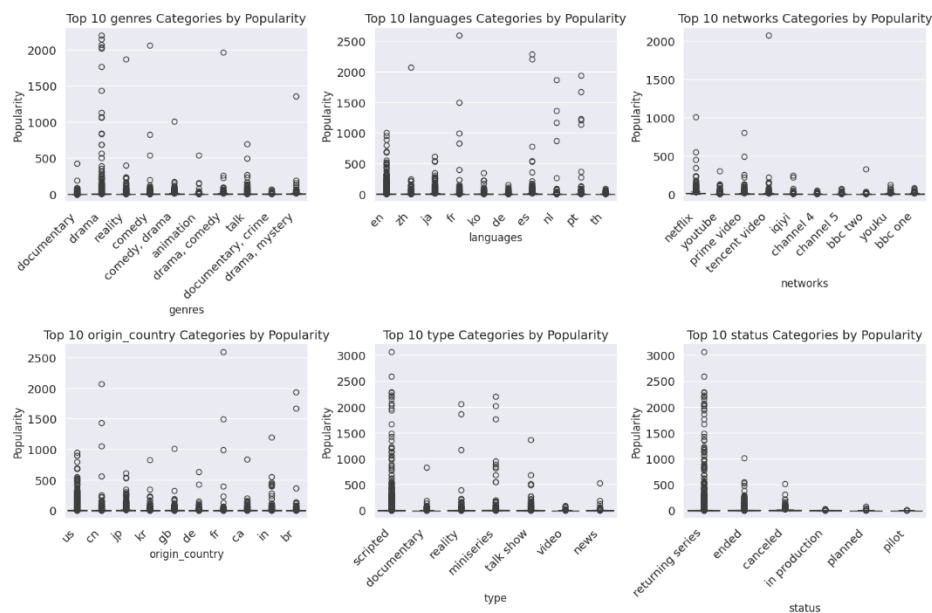 Top 10 genres Categories by Popularity
Popularity
2000
1500
1000
500
0
documentary
drama
reality
comedy
comedy, drama
animation
drama, comedy
talk
documentary, crime
drama, mystery
genres
Top 10 languages Categories by Popularity
Popularity
2500
2000
1500
1000
500
0
en
zh
ja
fr
ko
de
es
nl
pt
th
languages
Top 10 networks Categories by Popularity
Popularity
2000
1500
1000
500
0
netflix
youtube
prime video
tencent video
iqiyi
channel 4
channel 5
bbc two
youku
bbc one
networks
Top 10 origin_country Categories by Popularity
Popularity
2500
2000
1500
1000
500
0
us
cn
jp
kr
gb
de
fr
ca
in
br
origin_country
Top 10 type Categories by Popularity
Popularity
3000
2500
2000
1500
1000
500
0
scripted
documentary
reality
miniseries
talk show
video
news
type
Top 10 status Categories by Popularity
Popularity
3000
2500
2000
1500
1000
500
0
returning series
ended
canceled
in production
planned
pilot
status